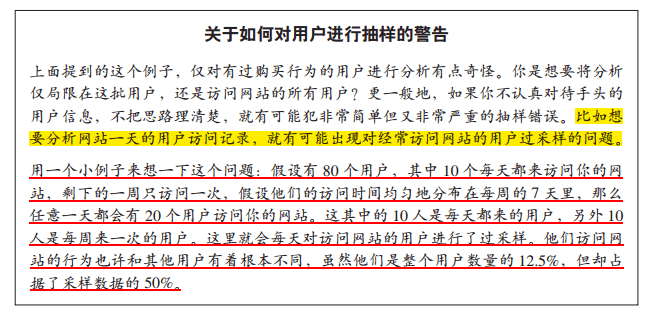 关于如何对用户进行抽样的警告
上面提到的这个例子，仅对有过购买行为的用户进行分析有点奇怪。你是想要将分析
仅局限在这批用户，还是访问网站的所有用户？更一般地，如果你不认真对待手头的
用户信息，不把思路理清楚，就有可能犯非常简单但又非常严重的抽样错误。比如想
要分析网站一天的用户访问记录，就有可能出现对经常访问网站的用户过采样的问题。
用一个小例子来想一下这个问题：假设有 80 个用户，其中 10 个每天都来访问你的网
站，剩下的一周只访问一次，假设他们的访问时间均匀地分布在每周的 7 天里，那么
任意一天都会有 20 个用户访问你的网站。这其中的 10 人是每天都来的用户，另外 10
人是每周来一次的用户。这里就会每天对访问网站的用户进行了过采样。他们访问网
站的行为也许和其他用户有着根本不同，虽然他们是整个用户数量的 12.5%，但却占
据了采样数据的 50%。